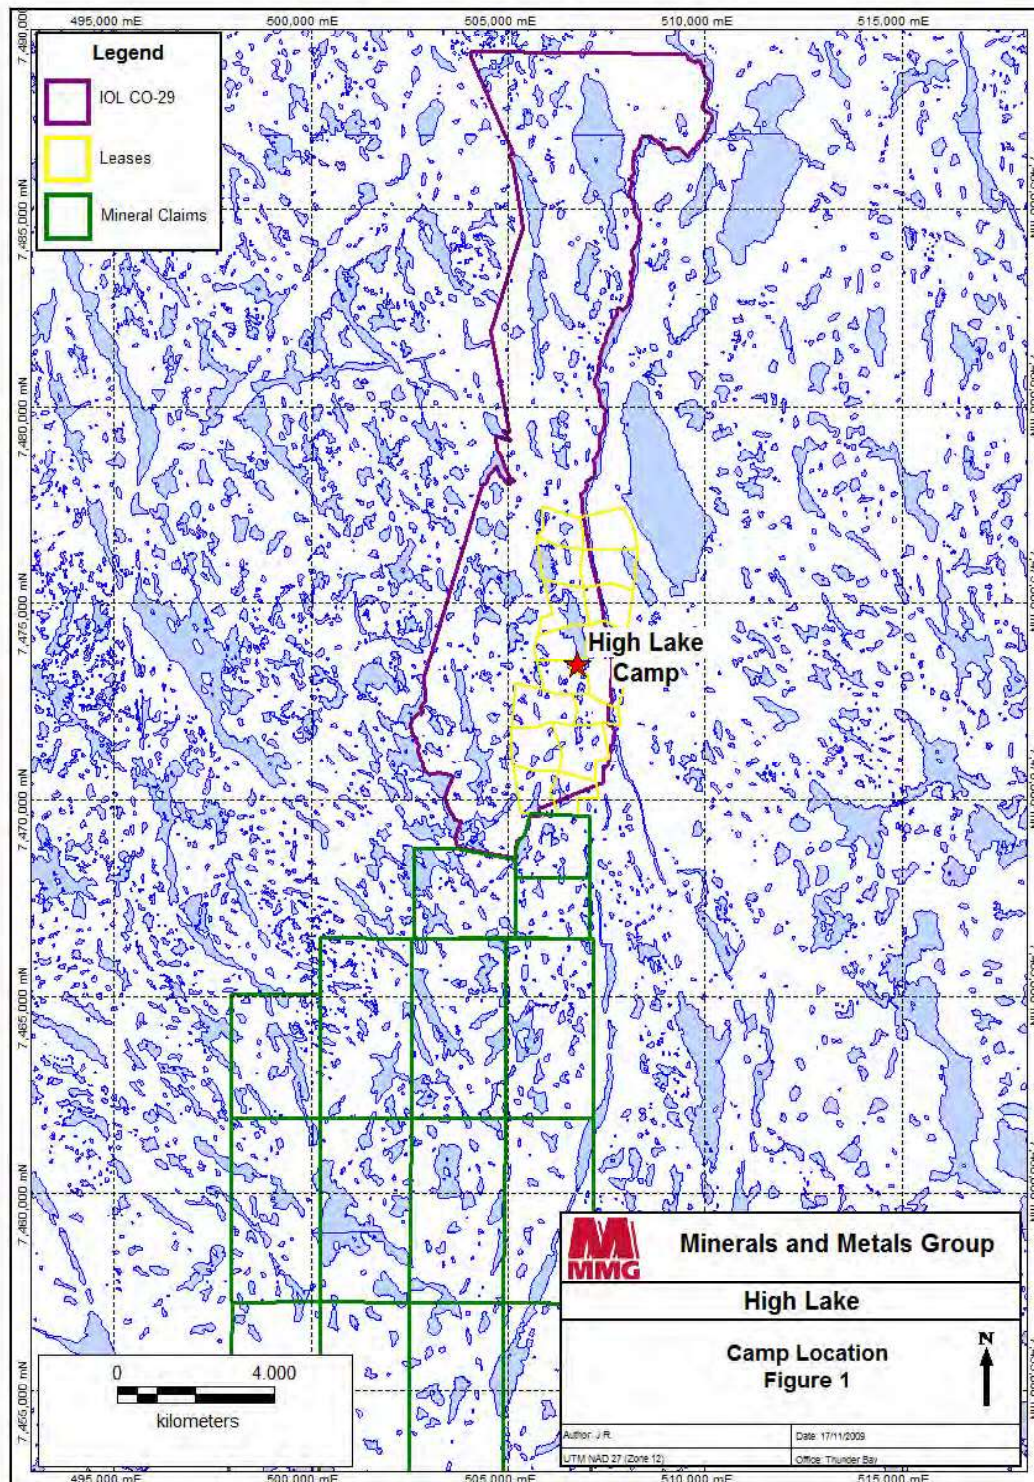 495,000 mE
500,000 mE
505,000 mE
510,000 mE
515,000 mE
7,490,000 mN
Legend
IOL CO-29
Leases
Mineral Claims
7,485,000 mN
7,480,000 mN
7,475,000 mN
High Lake
Camp
7,470,000 mN
7,465,000 mN
7,460,000 mN
7,455,000 mN
MMG
Minerals and Metals Group
High Lake
Camp Location
Figure 1
N
0 4.000
kilometers
Author: J.R.
Date: 17/11/2009
UTM NAD 27 (Zone 12)
Office: Thunder Bay
495,000 mE
500,000 mE
505,000 mE
510,000 mE
515,000 mE